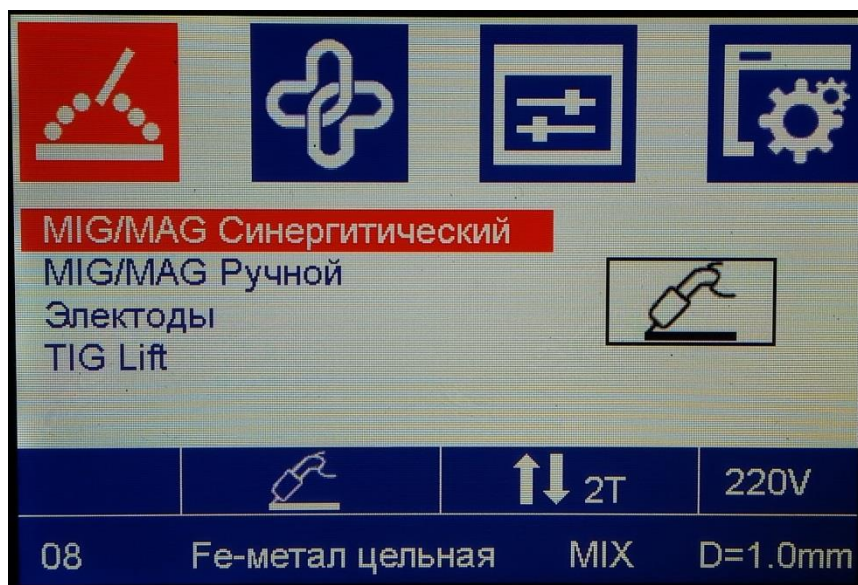 MIG/MAG Синергитический
MIG/MAG Ручной
Электоды
TIG Lift
2T 220V
08 Fe-метал цельная MIX D=1.0mm